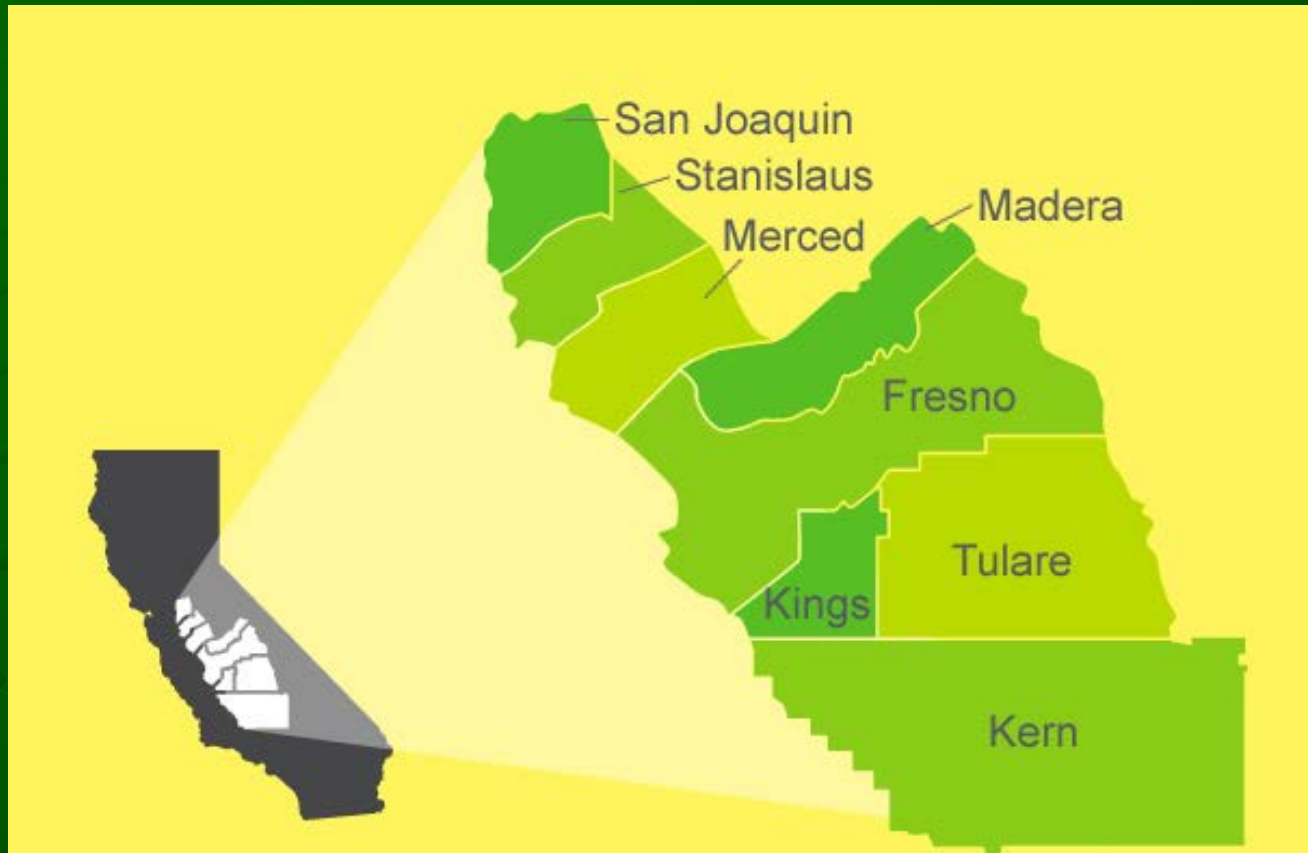 San Joaquin
Stanislaus
Merced
Madera
Fresno
Tulare
Kings
Kern